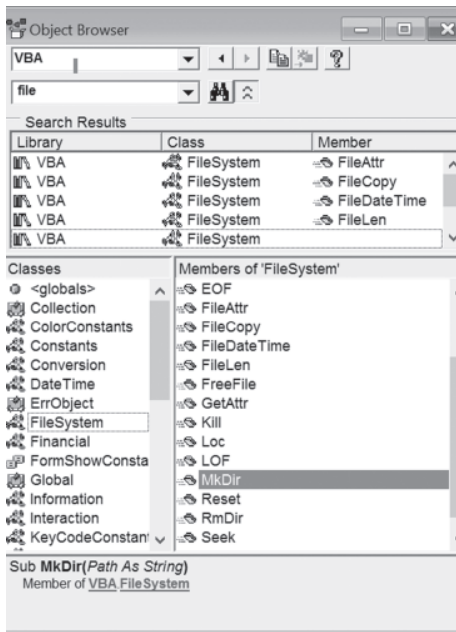 Object Browser
VBA
file
Search Results
Library Class Member
VBA FileSystem FileAttr
VBA FileSystem FileCopy
VBA FileSystem FileDateTime
VBA FileSystem FileLen
VBA FileSystem
Classes
<globals>
Collection
ColorConstants
Constants
Conversion
DateTime
ErrObject
FileSystem
Financial
FormShowConsta
Global
Information
Interaction
KeyCodeConstan
Members of 'FileSystem'
EOF
FileAttr
FileCopy
FileDateTime
FileLen
FreeFile
GetAttr
Kill
Loc
LOF
MkDir
Reset
RmDir
Seek
Sub MkDir(Path As String)
Member of VBA.FileSystem